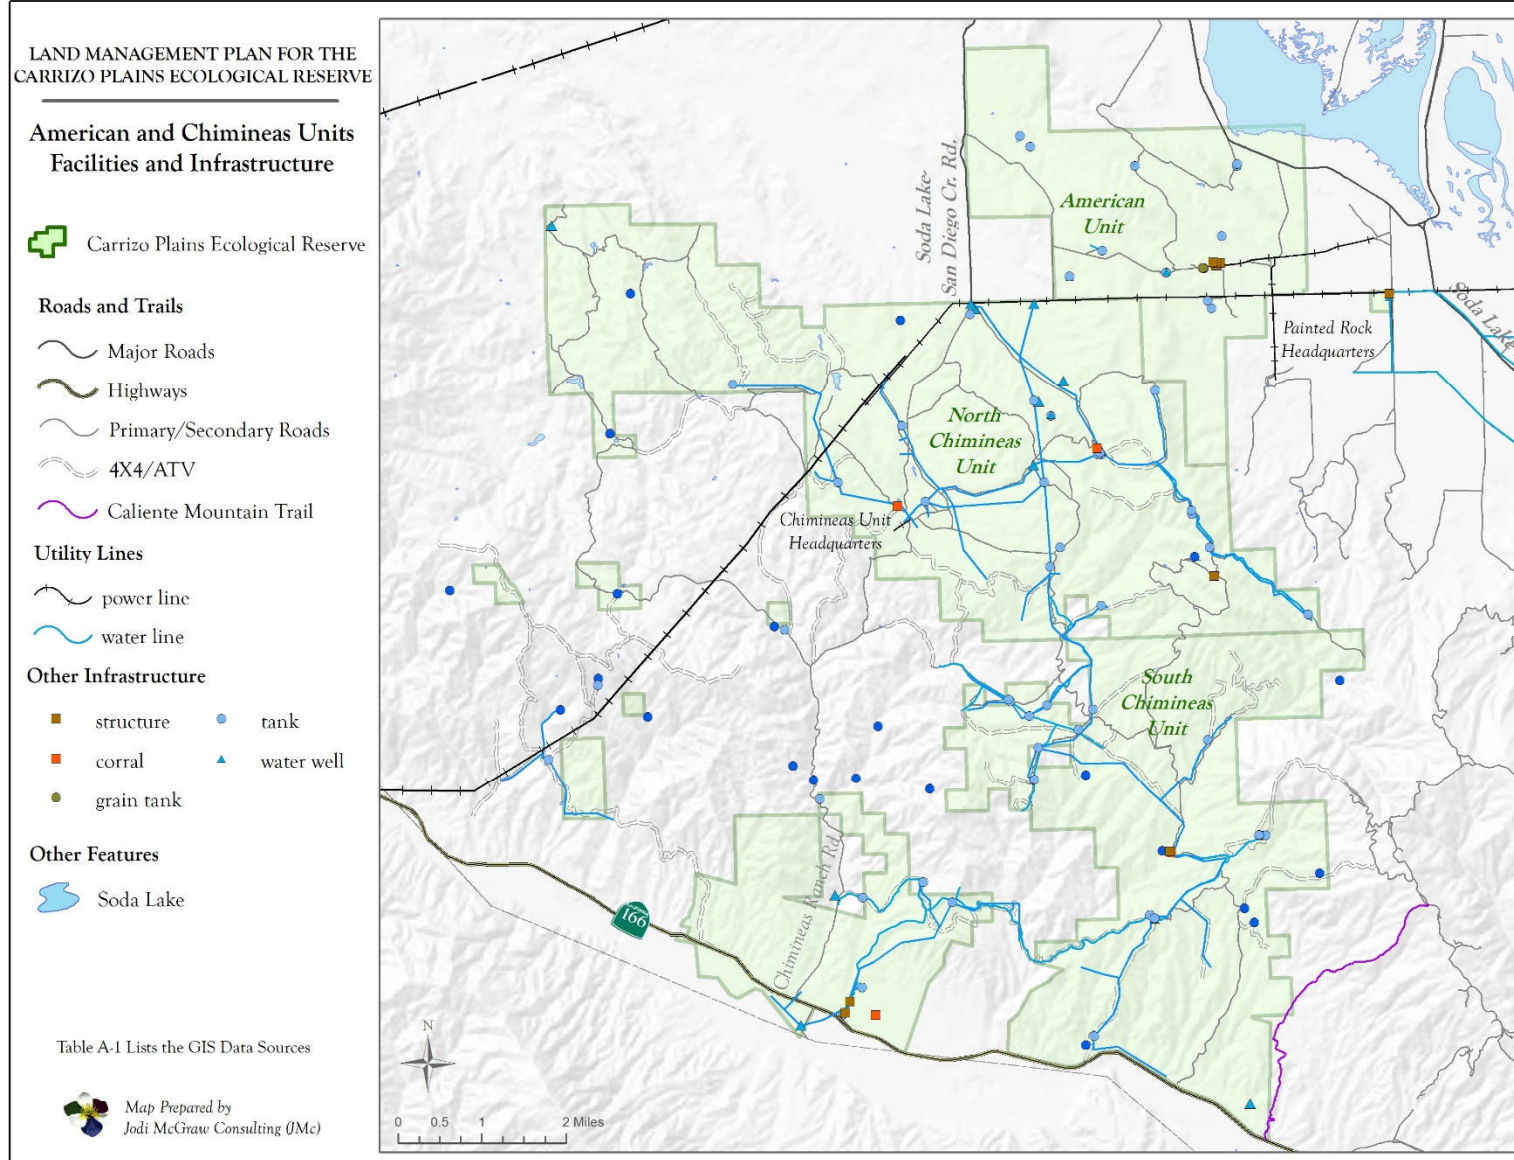 LAND MANAGEMENT PLAN FOR THE
CARRIZO PLAINS ECOLOGICAL RESERVE
American and Chimineas Units
Facilities and Infrastructure
Carrizo Plains Ecological Reserve
Roads and Trails
Major Roads
Highways
Primary/Secondary Roads
4X4/ATV
Caliente Mountain Trail
Utility Lines
power line
water line
Other Infrastructure
structure
tank
corral
water well
grain tank
Other Features
Soda Lake
Table A-1 Lists the GIS Data Sources
Map Prepared by
Jodi McGraw Consulting (JMc)
Soda Lake-
San Diego Cr. Rd.
American
Unit
Painted Rock
Headquarters
Soda Lake
North
Chimineas
Unit
Chimineas Unit
Headquarters
South
Chimineas
Unit
Chimineas Ranch Rd.
CALIFORNIA
166
N
0 0.5 1 2 Miles